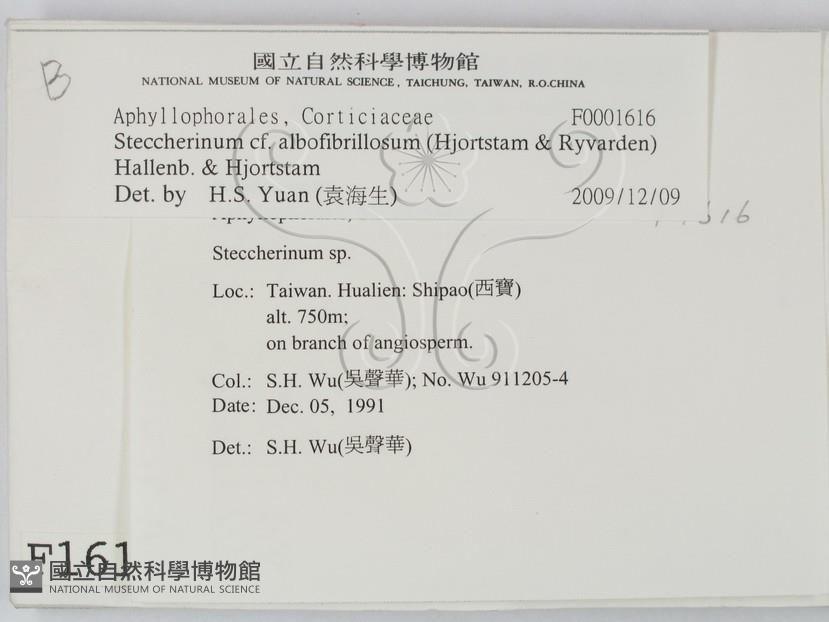 B
國立自然科學博物館
NATIONAL MUSEUM OF NATURAL SCIENCE, TAICHUNG, TAIWAN, R.O.CHINA
Aphyllophorales, Corticiaceae F0001616
Steccherinum cf. albofibrillosum (Hjortstam & Ryvarden)
Hallenb. & Hjortstam
Det. by H.S. Yuan (袁海生) 2009/12/09
Steccherinum sp.
Loc.: Taiwan. Hualien: Shipao(西寶)
alt. 750m;
on branch of angiosperm.
Col.: S.H. Wu(吳聲華); No. Wu 911205-4
Date: Dec. 05, 1991
Det.: S.H. Wu(吳聲華)
F161
國立自然科學博物館
NATIONAL MUSEUM OF NATURAL SCIENCE